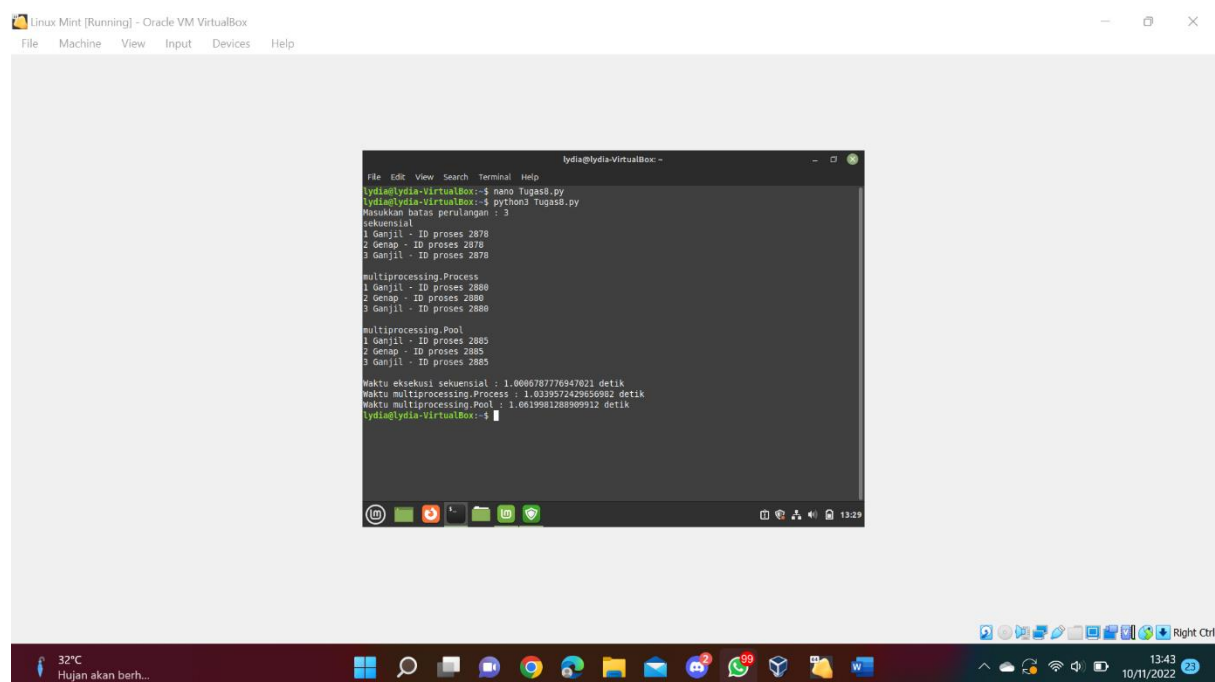 Linux Mint [Running] - Oracle VM VirtualBox
File Machine View Input Devices Help
lydia@lydia-VirtualBox: ~
File Edit View Search Terminal Help
lydia@lydia-VirtualBox:~$ nano Tugas8.py
lydia@lydia-VirtualBox:~$ python3 Tugas8.py
Masukkan batas perulangan : 3
sekuensial
1 Ganjil - ID proses 2878
2 Genap - ID proses 2878
3 Ganjil - ID proses 2878
multiprocessing.Process
1 Ganjil - ID proses 2880
2 Genap - ID proses 2880
3 Ganjil - ID proses 2880
multiprocessing.Pool
1 Ganjil - ID proses 2885
2 Genap - ID proses 2885
3 Ganjil - ID proses 2885
Waktu eksekusi sekuensial : 1.0006787776947021 detik
Waktu multiprocessing.Process : 1.0339572429656982 detik
Waktu multiprocessing.Pool : 1.0619981288909912 detik
lydia@lydia-VirtualBox:~$
13:29
Right Ctrl
32°C
Hujan akan berh...
2
99
13:43
10/11/2022
23